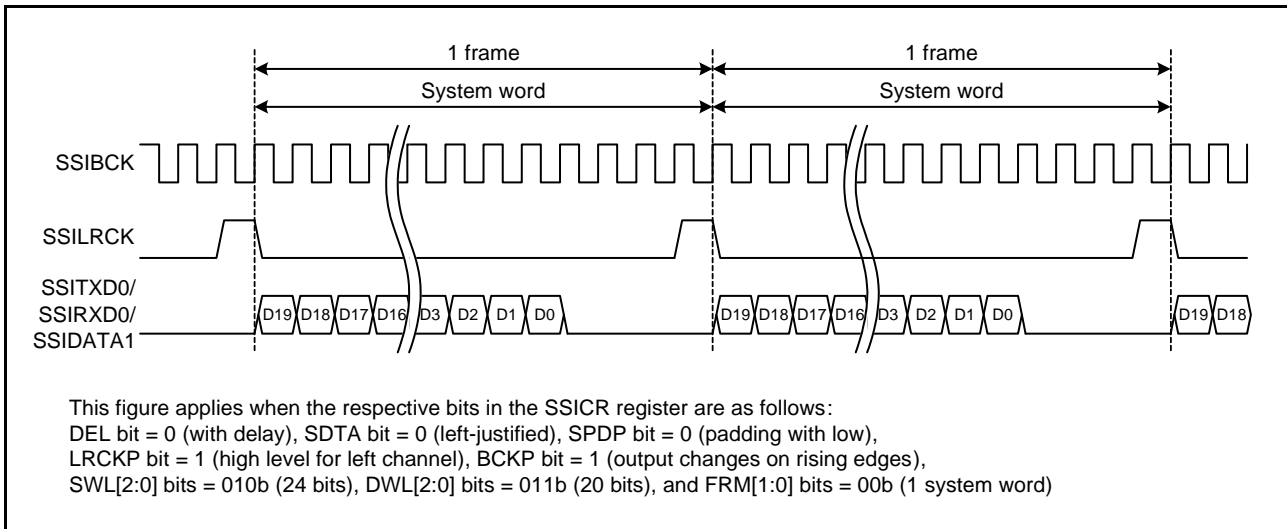 1 frame 1 frame
System word System word
SSIBCK
SSILRCK
SSITXD0/
SSIRXD0/
SSIDATA1
D19 D18 D17 D16 D3 D2 D1 D0 D19 D18 D17 D16 D3 D2 D1 D0 D19 D18
This figure applies when the respective bits in the SSICR register are as follows:
DEL bit = 0 (with delay), SDTA bit = 0 (left-justified), SPDP bit = 0 (padding with low),
LRCKP bit = 1 (high level for left channel), BCKP bit = 1 (output changes on rising edges),
SWL[2:0] bits = 010b (24 bits), DWL[2:0] bits = 011b (20 bits), and FRM[1:0] bits = 00b (1 system word)